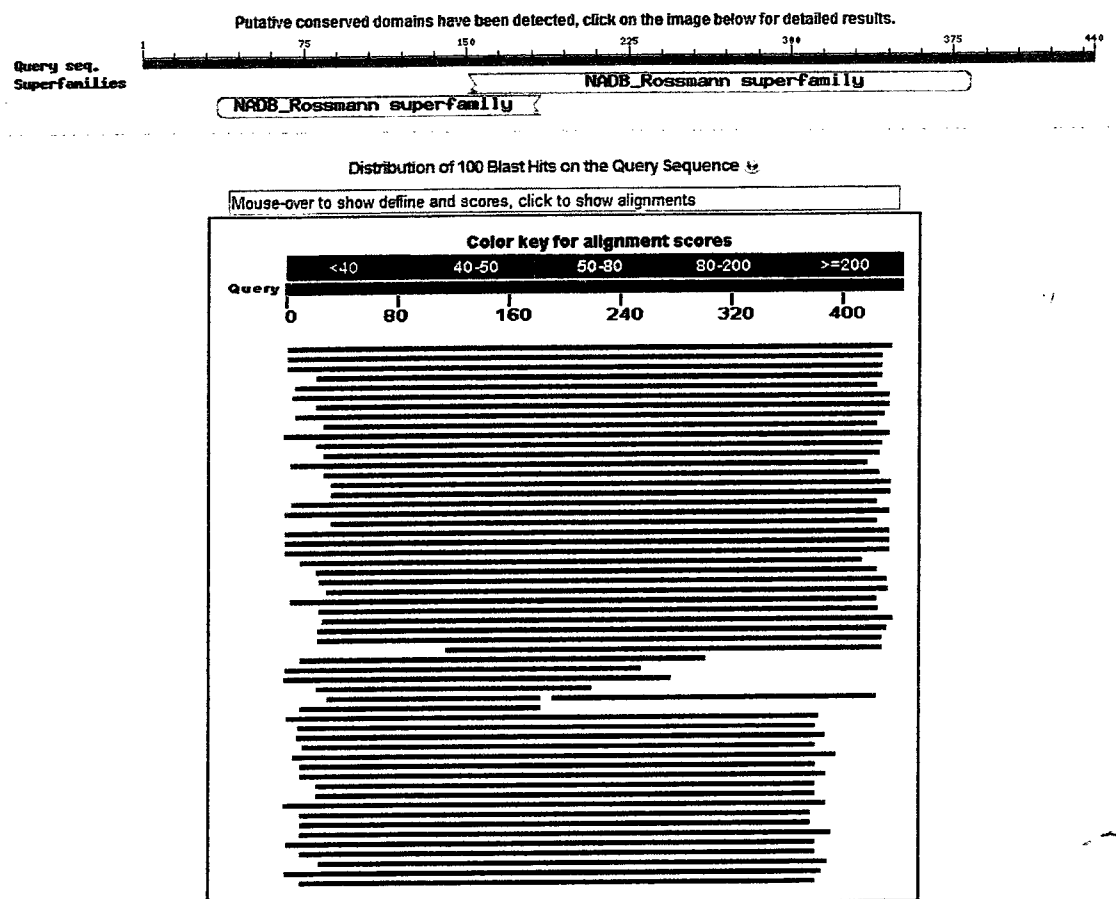 Putative conserved domains have been detected, click on the image below for detailed results.
1 75 150 225 300 375 440
Query seq.
Superfamilies
NADB_Rossmann superfamily
NADB_Rossmann superfamily
Distribution of 100 Blast Hits on the Query Sequence
Mouse-over to show defline and scores, click to show alignments
Color key for alignment scores
<40 40-50 50-80 80-200 >=200
Query
0 80 160 240 320 400